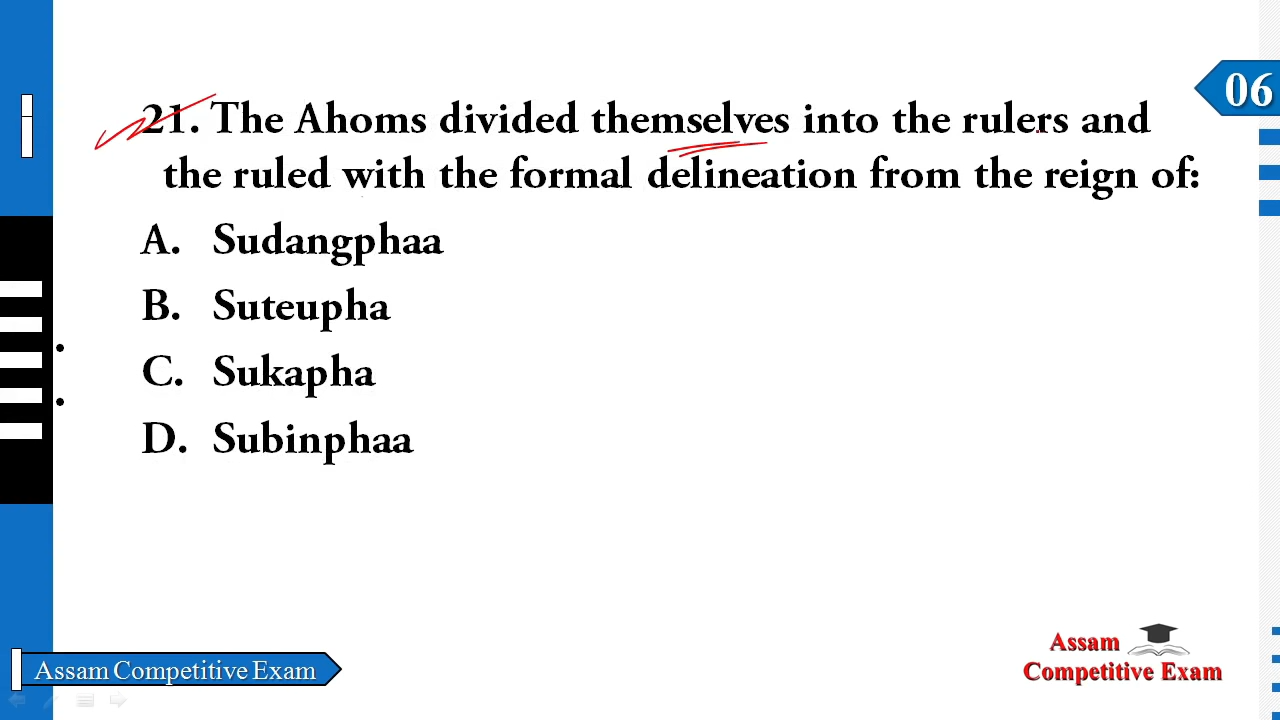 06
21. The Ahoms divided themselves into the rulers and
the ruled with the formal delineation from the reign of:
A. Sudangphaa
B. Suteupha
C. Sukapha
D. Subinphaa
Assam Competitive Exam
Assam
Competitive Exam